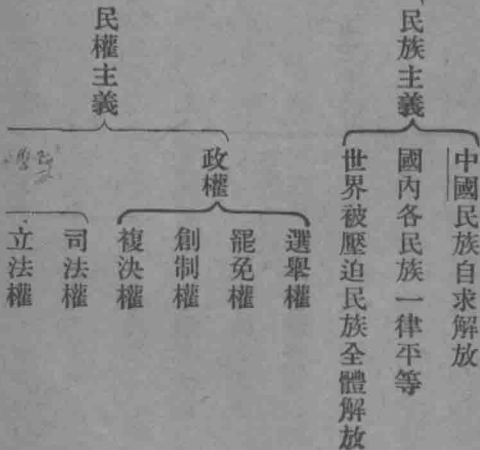 民族主義
中國民族自求解放
國內各民族一律平等
世界被壓迫民族全體解放
民權主義
政權
選舉權
罷免權
創制權
複決權
司法權
立法權